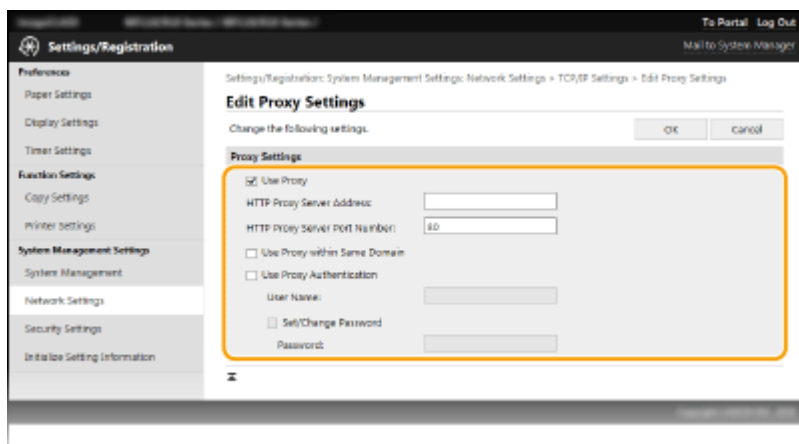 To Portal Log Out
Settings/Registration
Mail to System Manager
Preferences
Paper Settings
Display Settings
Timer Settings
Function Settings
Copy Settings
Printer Settings
System Management Settings
System Management
Network Settings
Security Settings
Initialize Setting Information
Settings/Registration: System Management Settings: Network Settings > TCP/IP Settings > Edit Proxy Settings
Edit Proxy Settings
Change the following settings.
OK
Cancel
Proxy Settings
Use Proxy
HTTP Proxy Server Address:
HTTP Proxy Server Port Number: 80
Use Proxy within Same Domain
Use Proxy Authentication
User Name:
Set/Change Password
Password: